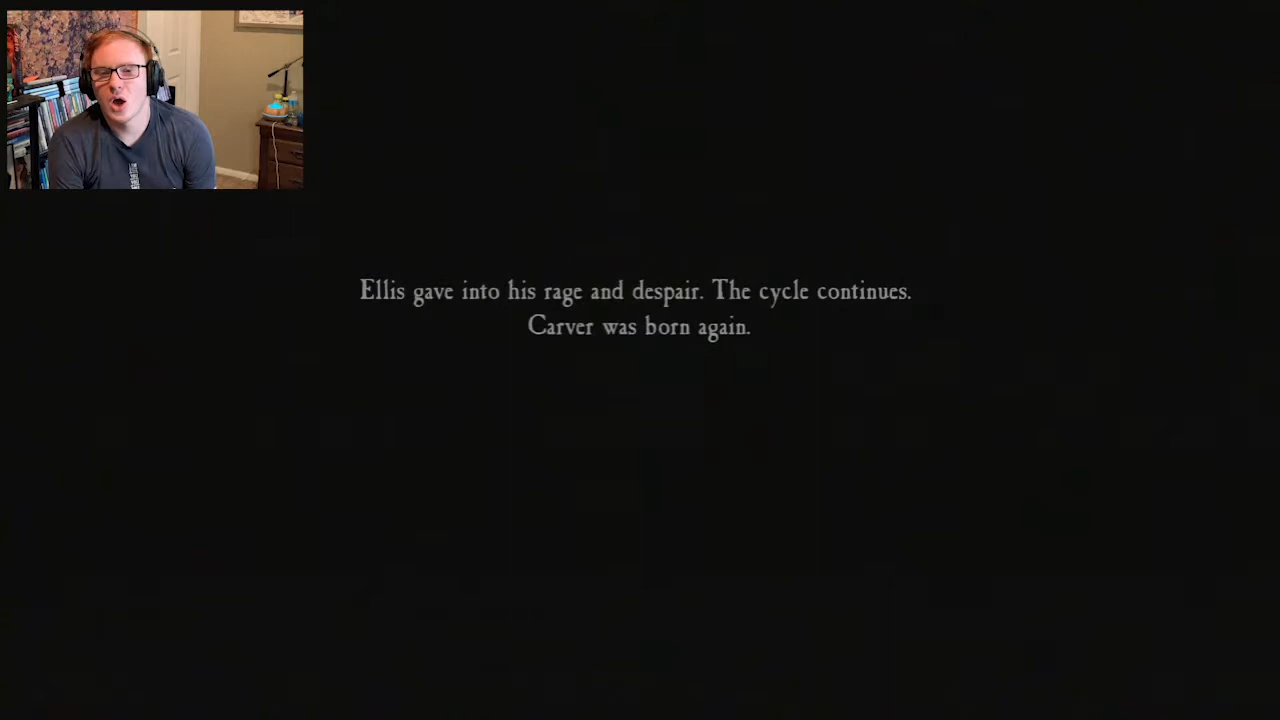 Ellis gave into his rage and despair. The cycle continues.
Carver was born again.